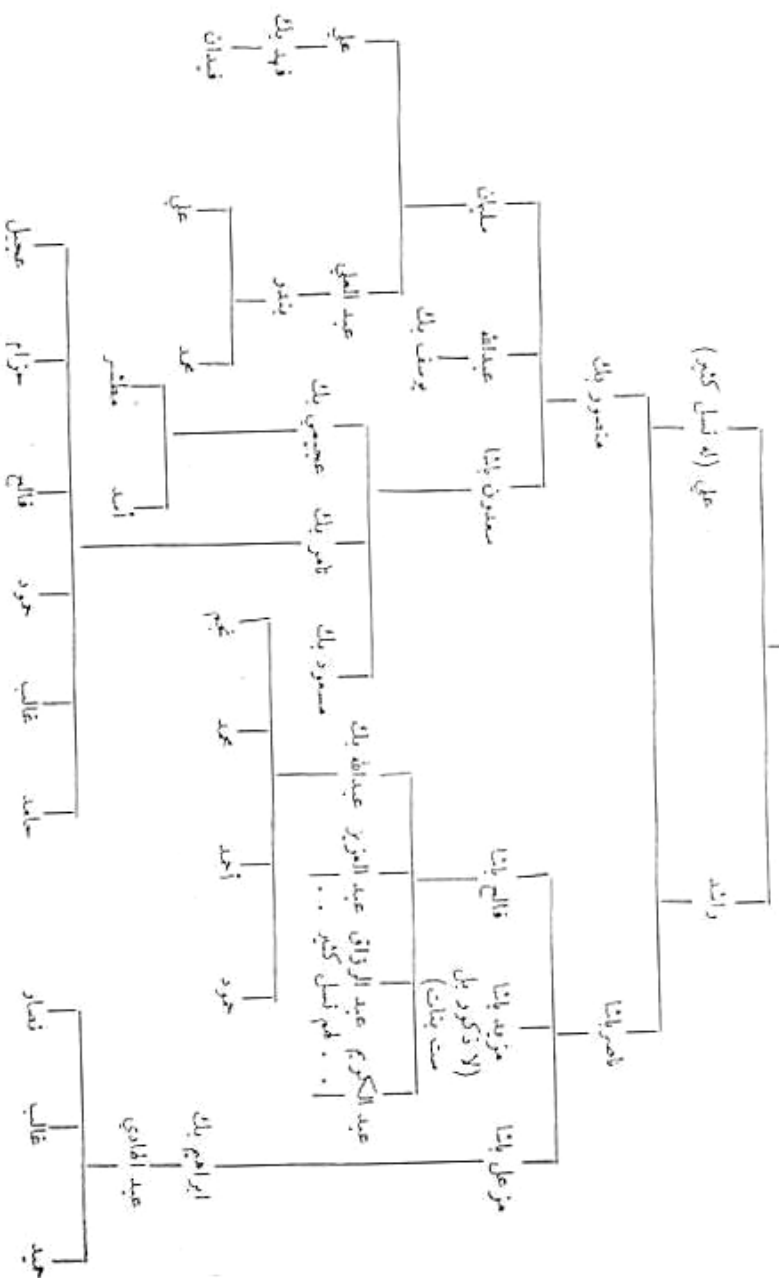 راشد
علي (له نسل كثير)
ناصر باشا
منصور بك
مزعل باشا
مزيد باشا
(لا ذكور بل
ست بنات)
فالح باشا
سعدون باشا
عبدالله
سليمان
يوسف بك
عبد الكريم
عبد الرزاق
عبد العزيز
عبدالله بك
... لهم نسل كثير ...
مسعود بك
ثامر بك
عجيمي بك
عبد العلي
علي
بندر
فهد بك
فيدان
حمود
أحمد
محمد
نجم
محمد
علي
ابراهيم بك
عبد الهادي
أسد
مظفر
حميد
غالب
نصار
حامد
غالب
حمود
فالح
حزام
عجيل